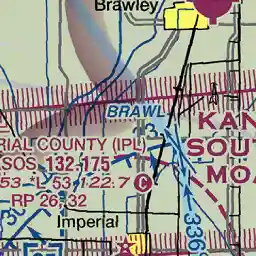 Brawley
BRAWL
KAN
RIAL COUNTY (IPL)
SOU
SOS 132.175
MOA
53 *L 53 122.7 C
RP 26, 32
Imperial
336°